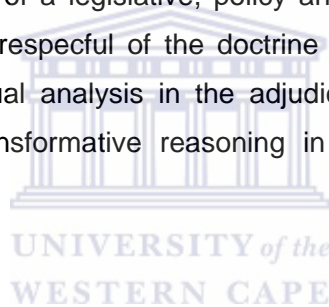 of a legislative, policy an
respecful of the doctrine
ual analysis in the adjudic
nsformative reasoning in
UNIVERSITY of the
WESTERN CAPE